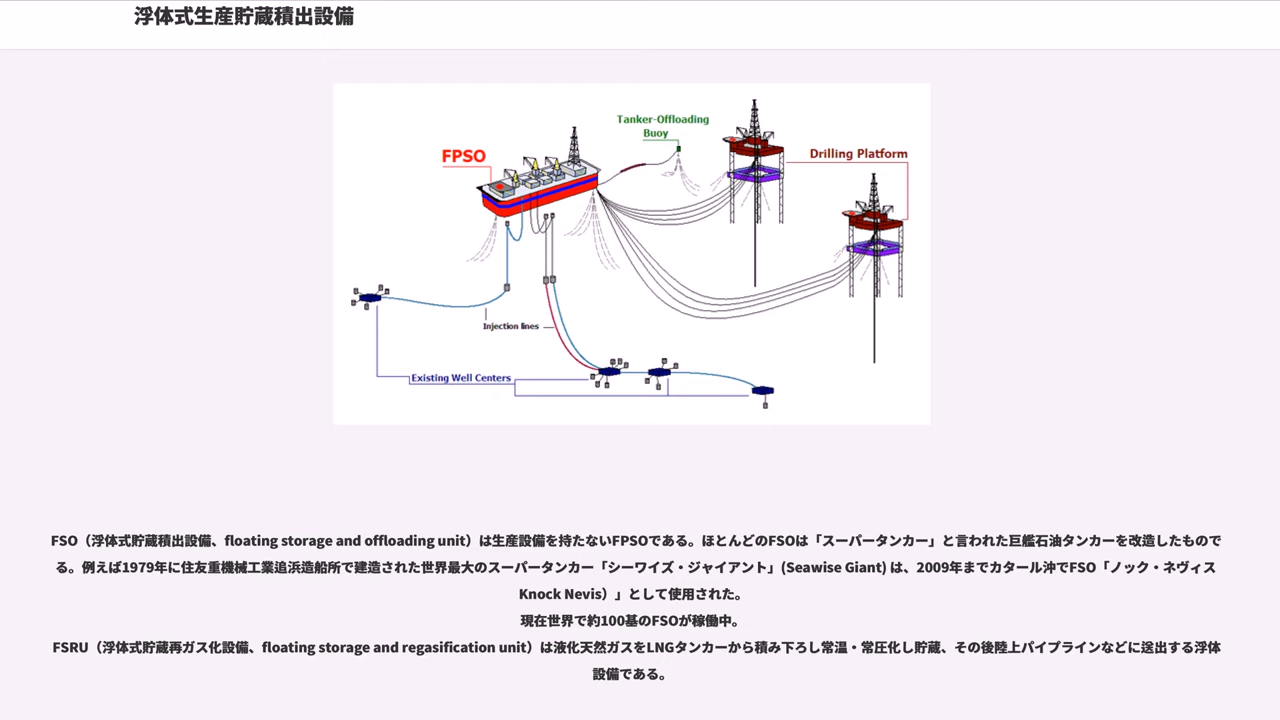 浮体式生産貯蔵積出設備
Tanker-Offloading
Buoy
FPSO
Drilling Platform
Injection lines
Existing Well Centers
FSO（浮体式貯蔵積出設備、floating storage and offloading unit）は生産設備を持たないFPSOである。ほとんどのFSOは「スーパータンカー」と言われた巨艦石油タンカーを改造したもので
る。例えば1979年に住友重機械工業追浜造船所で建造された世界最大のスーパータンカー「シーワイズ・ジャイアント」(Seawise Giant) は、2009年までカタール沖でFSO「ノック・ネヴィス
Knock Nevis）」として使用された。
現在世界で約100基のFSOが稼働中。
FSRU（浮体式貯蔵再ガス化設備、floating storage and regasification unit）は液化天然ガスをLNGタンカーから積み下ろし常温・常圧化し貯蔵、その後陸上パイプラインなどに送出する浮体
設備である。